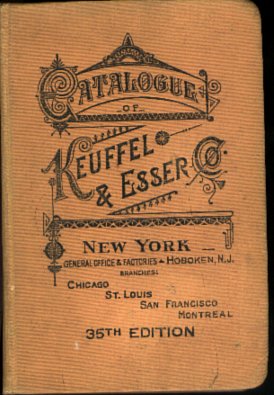 CATALOGUE
OF
KEUFFEL
& ESSER CO.
NEW YORK
GENERAL OFFICE & FACTORIES - HOBOKEN, N.J.
BRANCHES:
CHICAGO
ST. LOUIS
SAN FRANCISCO
MONTREAL
35TH EDITION